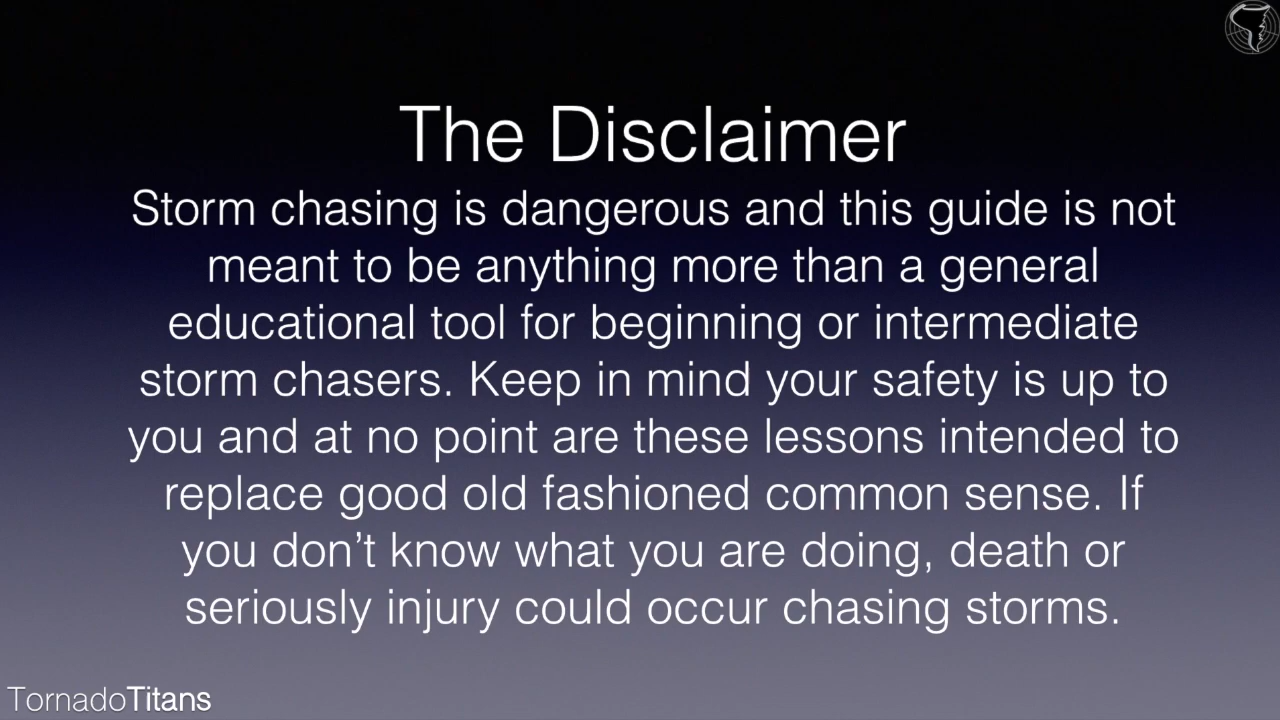 The Disclaimer
Storm chasing is dangerous and this guide is not
meant to be anything more than a general
educational tool for beginning or intermediate
storm chasers. Keep in mind your safety is up to
you and at no point are these lessons intended to
replace good old fashioned common sense. If
you don’t know what you are doing, death or
seriously injury could occur chasing storms.
TornadoTitans